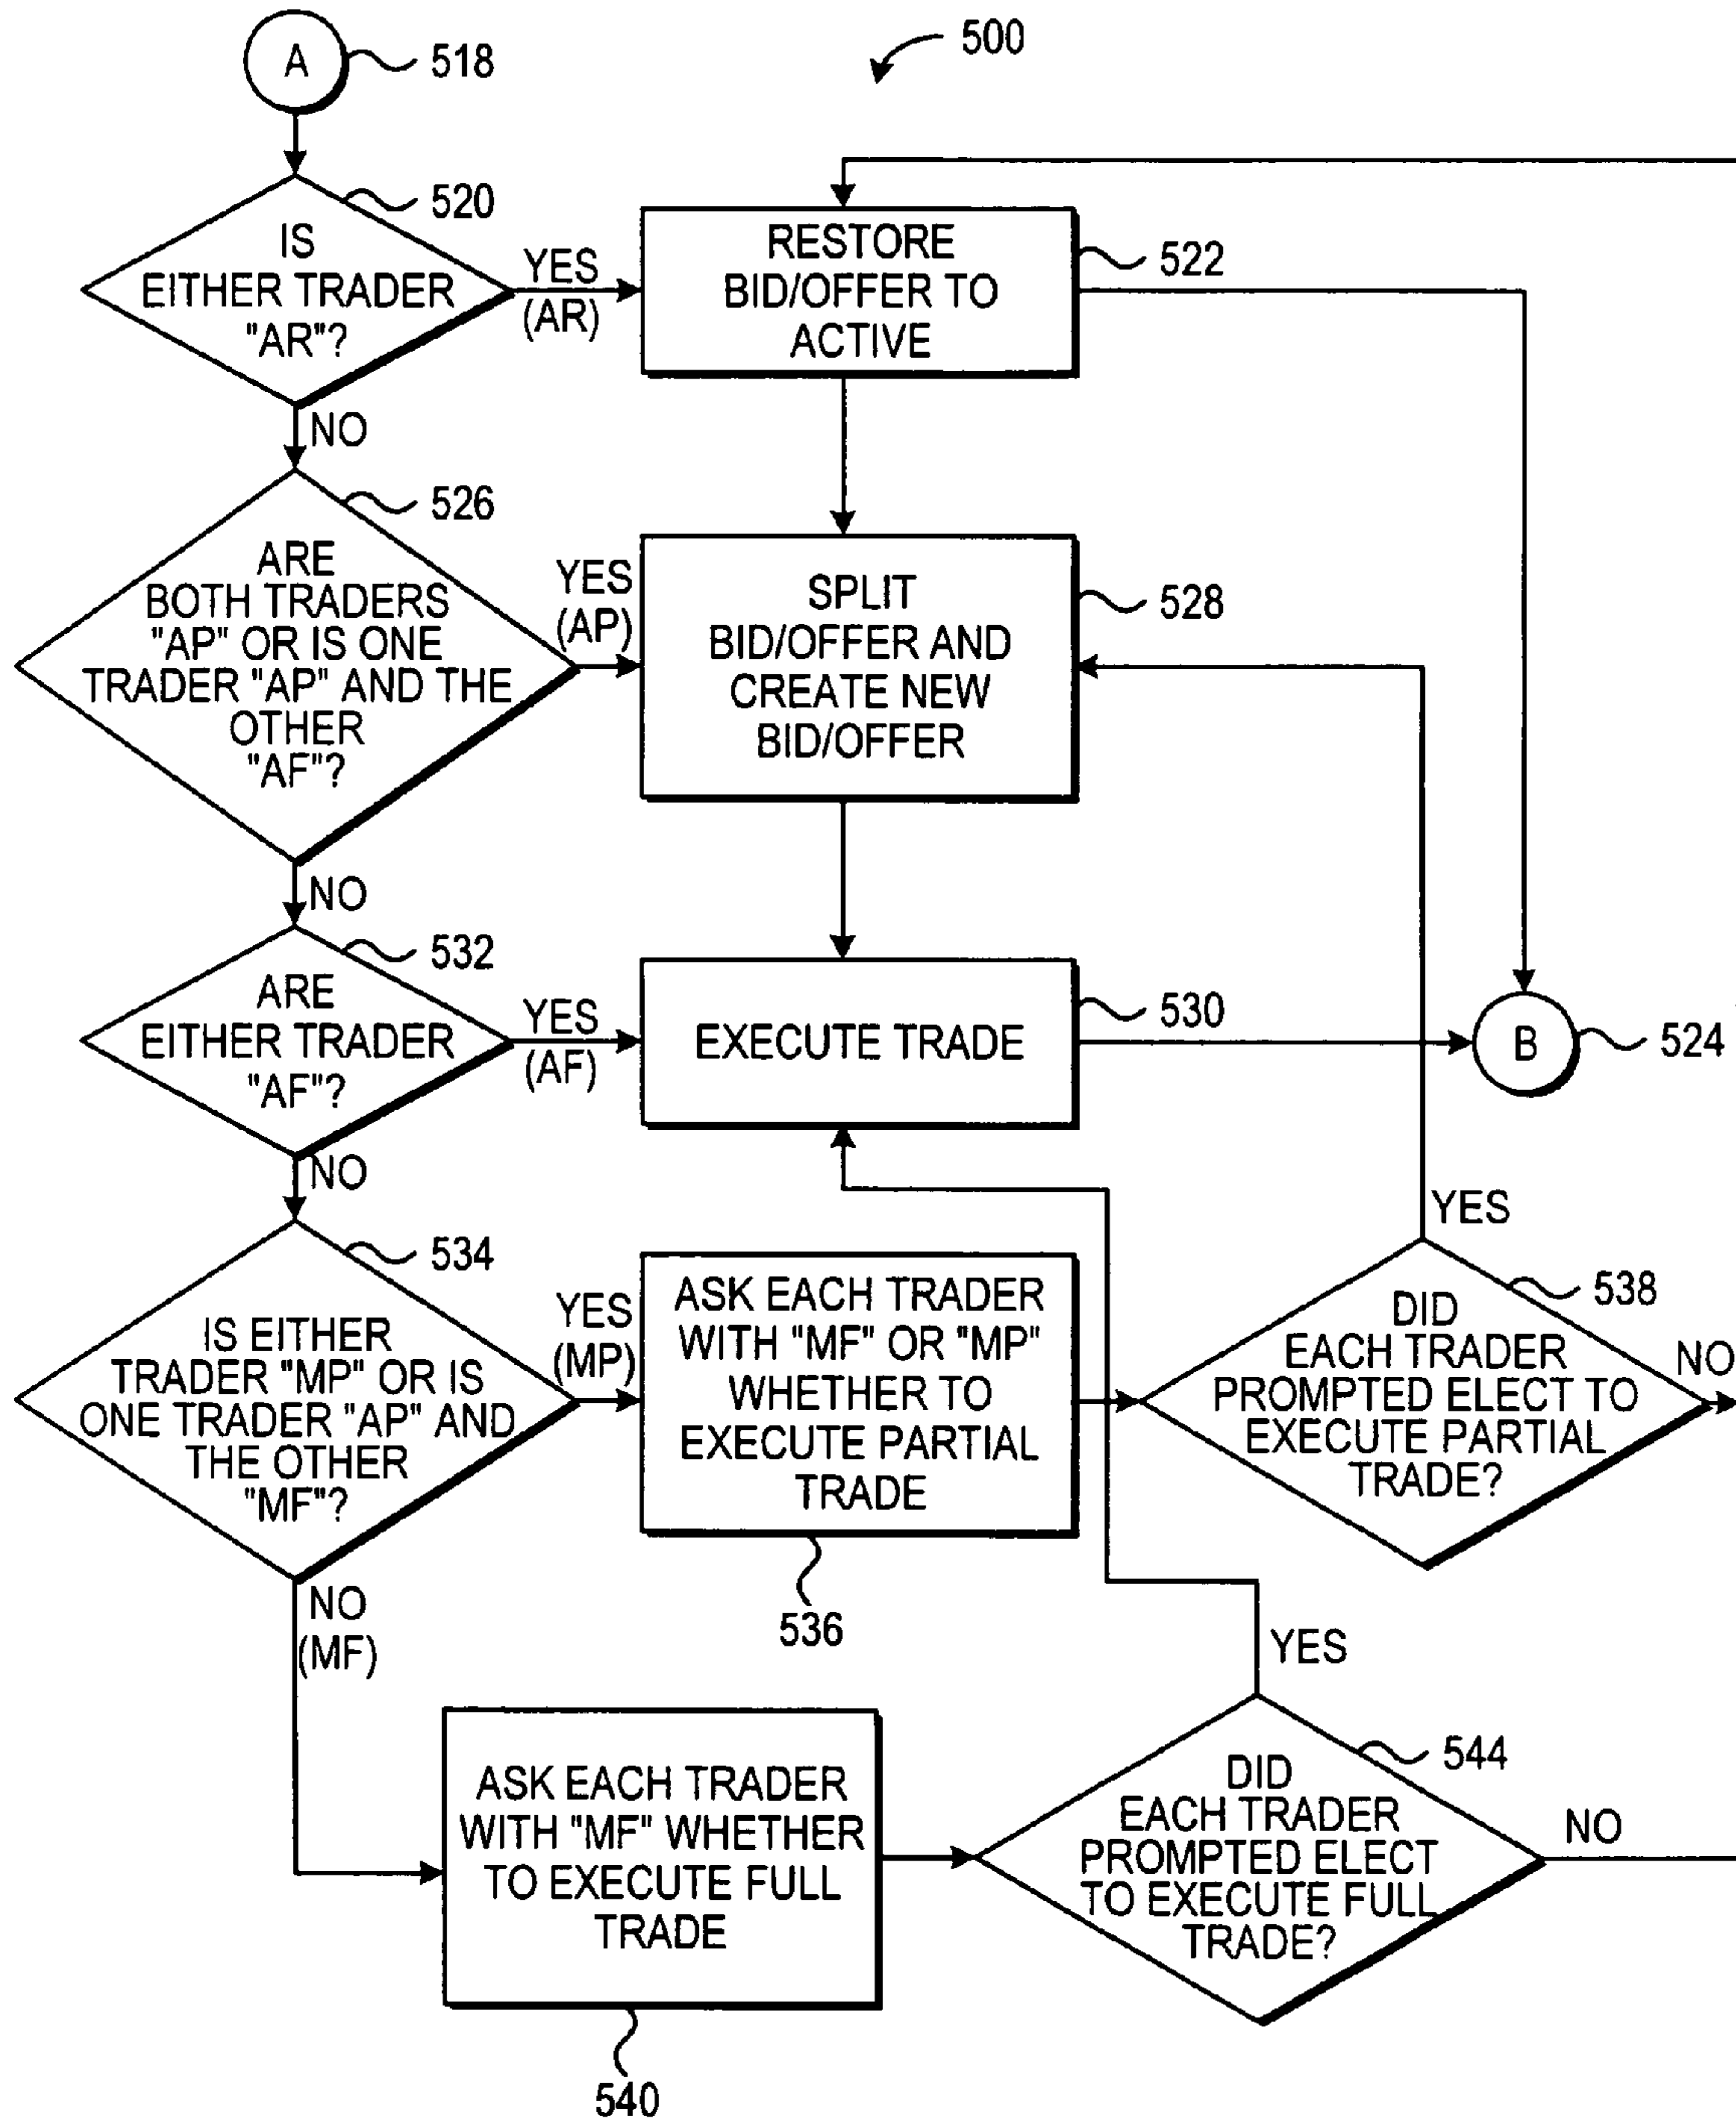 A
518
500
520
IS
EITHER TRADER
"AR"?
YES
(AR)
RESTORE
BID/OFFER TO
ACTIVE
522
NO
526
ARE
BOTH TRADERS
"AP" OR IS ONE
TRADER "AP" AND THE
OTHER
"AF"?
YES
(AP)
SPLIT
BID/OFFER AND
CREATE NEW
BID/OFFER
528
NO
532
ARE
EITHER TRADER
"AF"?
YES
(AF)
EXECUTE TRADE
530
B
524
NO
534
IS EITHER
TRADER "MP" OR IS
ONE TRADER "AP" AND
THE OTHER
"MF"?
YES
(MP)
ASK EACH TRADER
WITH "MF" OR "MP"
WHETHER TO
EXECUTE PARTIAL
TRADE
536
YES
538
DID
EACH TRADER
PROMPTED ELECT TO
EXECUTE PARTIAL
TRADE?
NO
NO
(MF)
ASK EACH TRADER
WITH "MF" WHETHER
TO EXECUTE FULL
TRADE
540
YES
544
DID
EACH TRADER
PROMPTED ELECT
TO EXECUTE FULL
TRADE?
NO